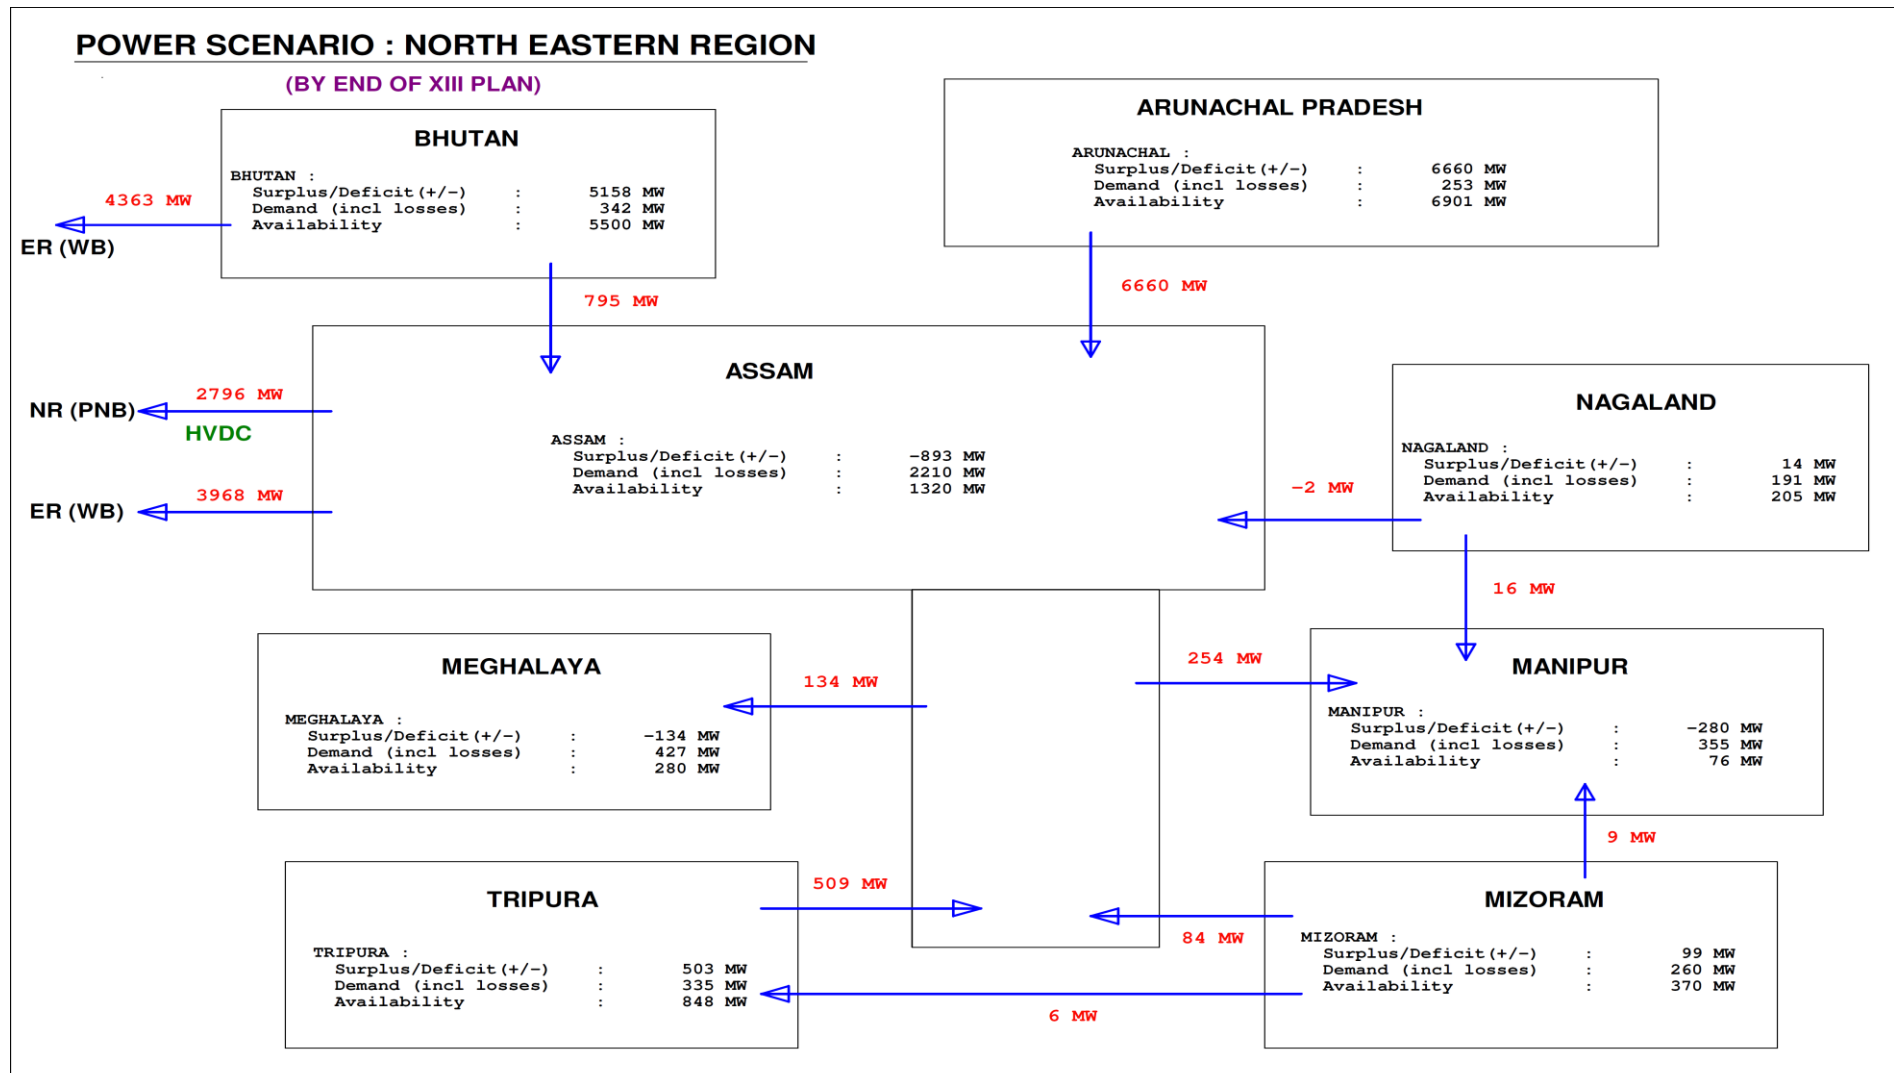 POWER SCENARIO : NORTH EASTERN REGION
(BY END OF XIII PLAN)
BHUTAN
BHUTAN :
Surplus/Deficit(+/-) : 5158 MW
Demand (incl losses) : 342 MW
Availability : 5500 MW
4363 MW
ER (WB)
795 MW
ARUNACHAL PRADESH
ARUNACHAL :
Surplus/Deficit(+/-) : 6660 MW
Demand (incl losses) : 253 MW
Availability : 6901 MW
6660 MW
ASSAM
ASSAM :
Surplus/Deficit(+/-) : -893 MW
Demand (incl losses) : 2210 MW
Availability : 1320 MW
2796 MW
NR (PNB)
HVDC
3968 MW
ER (WB)
NAGALAND
NAGALAND :
Surplus/Deficit(+/-) : 14 MW
Demand (incl losses) : 191 MW
Availability : 205 MW
-2 MW
16 MW
MEGHALAYA
MEGHALAYA :
Surplus/Deficit(+/-) : -134 MW
Demand (incl losses) : 427 MW
Availability : 280 MW
134 MW
254 MW
MANIPUR
MANIPUR :
Surplus/Deficit(+/-) : -280 MW
Demand (incl losses) : 355 MW
Availability : 76 MW
9 MW
TRIPURA
TRIPURA :
Surplus/Deficit(+/-) : 503 MW
Demand (incl losses) : 335 MW
Availability : 848 MW
509 MW
84 MW
6 MW
MIZORAM
MIZORAM :
Surplus/Deficit(+/-) : 99 MW
Demand (incl losses) : 260 MW
Availability : 370 MW